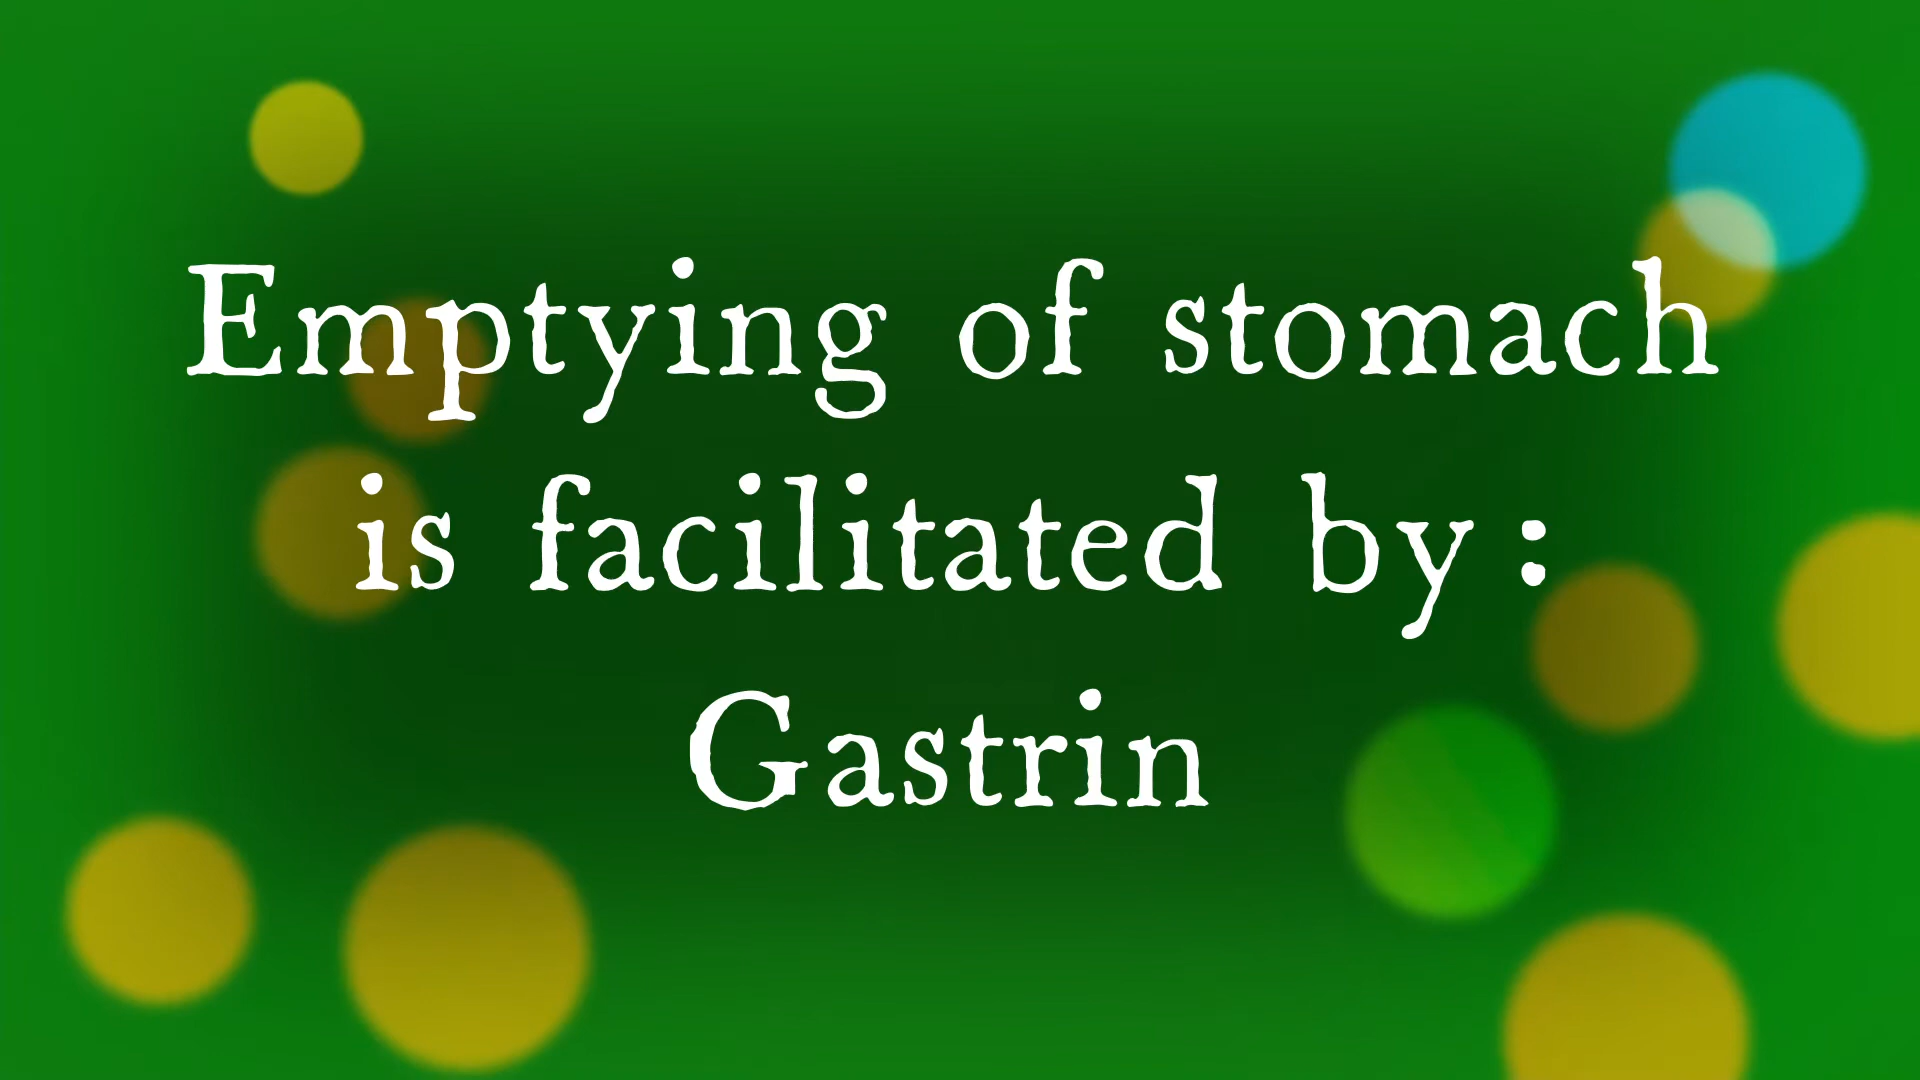 Emptying of stomach
is facilitated by :
Gastrin